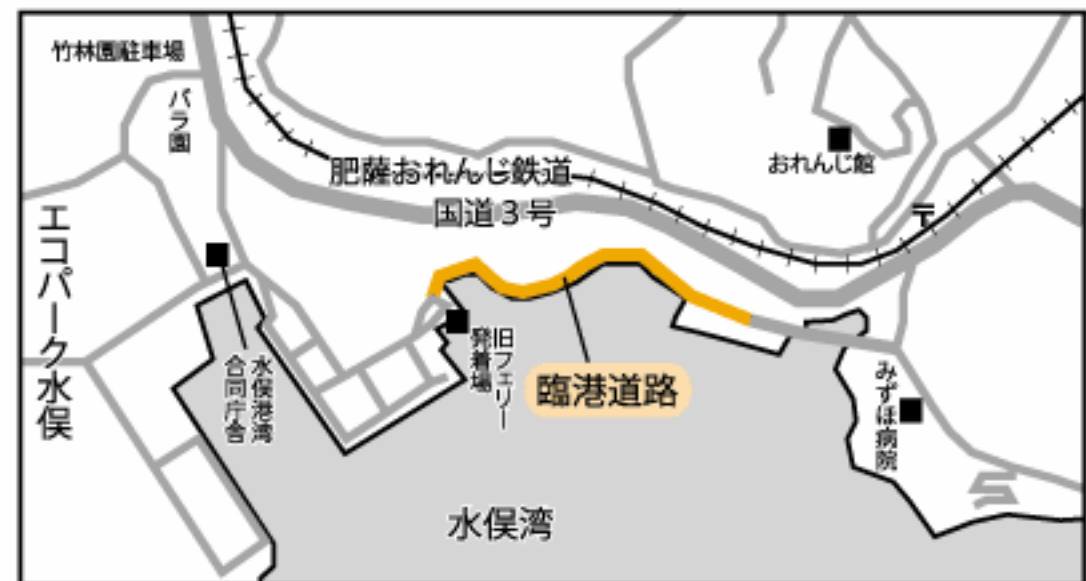 竹林園駐車場
バラ園
肥薩おれんじ鉄道
国道3号
おれんじ館
〒
エコパーク水俣
水俣港湾
合同庁舎
旧フェリー
発着場
臨港道路
みずほ病院
水俣湾